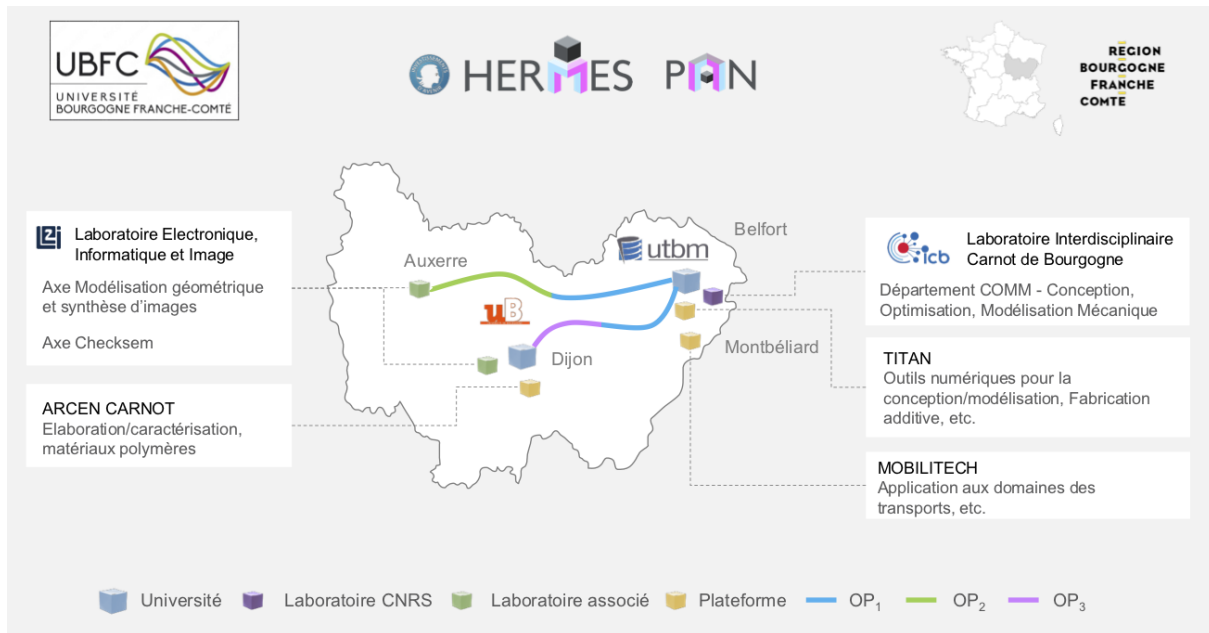 UBFC
UNIVERSITÉ
BOURGOGNE FRANCHE-COMTÉ
HERMES PAN
RÉGION
BOURGOGNE
FRANCHE
COMTÉ
L2i Laboratoire Electronique,
Informatique et Image
Axe Modélisation géométrique
et synthèse d'images
Axe Checksem
ARCEN CARNOT
Elaboration/caractérisation,
matériaux polymères
Auxerre
uB
Dijon
utbm
Belfort
Montbéliard
icb
Laboratoire Interdisciplinaire
Carnot de Bourgogne
Département COMM - Conception,
Optimisation, Modélisation Mécanique
TITAN
Outils numériques pour la
conception/modélisation, Fabrication
additive, etc.
MOBILITECH
Application aux domaines des
transports, etc.
Université Laboratoire CNRS Laboratoire associé Plateforme OP1 OP2 OP3